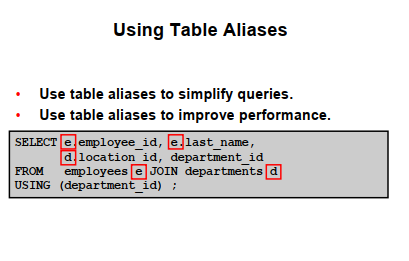 Using Table Aliases
• Use table aliases to simplify queries.
• Use table aliases to improve performance.
SELECT e.employee_id, e.last_name,
d.location_id, department_id
FROM employees e JOIN departments d
USING (department_id) ;